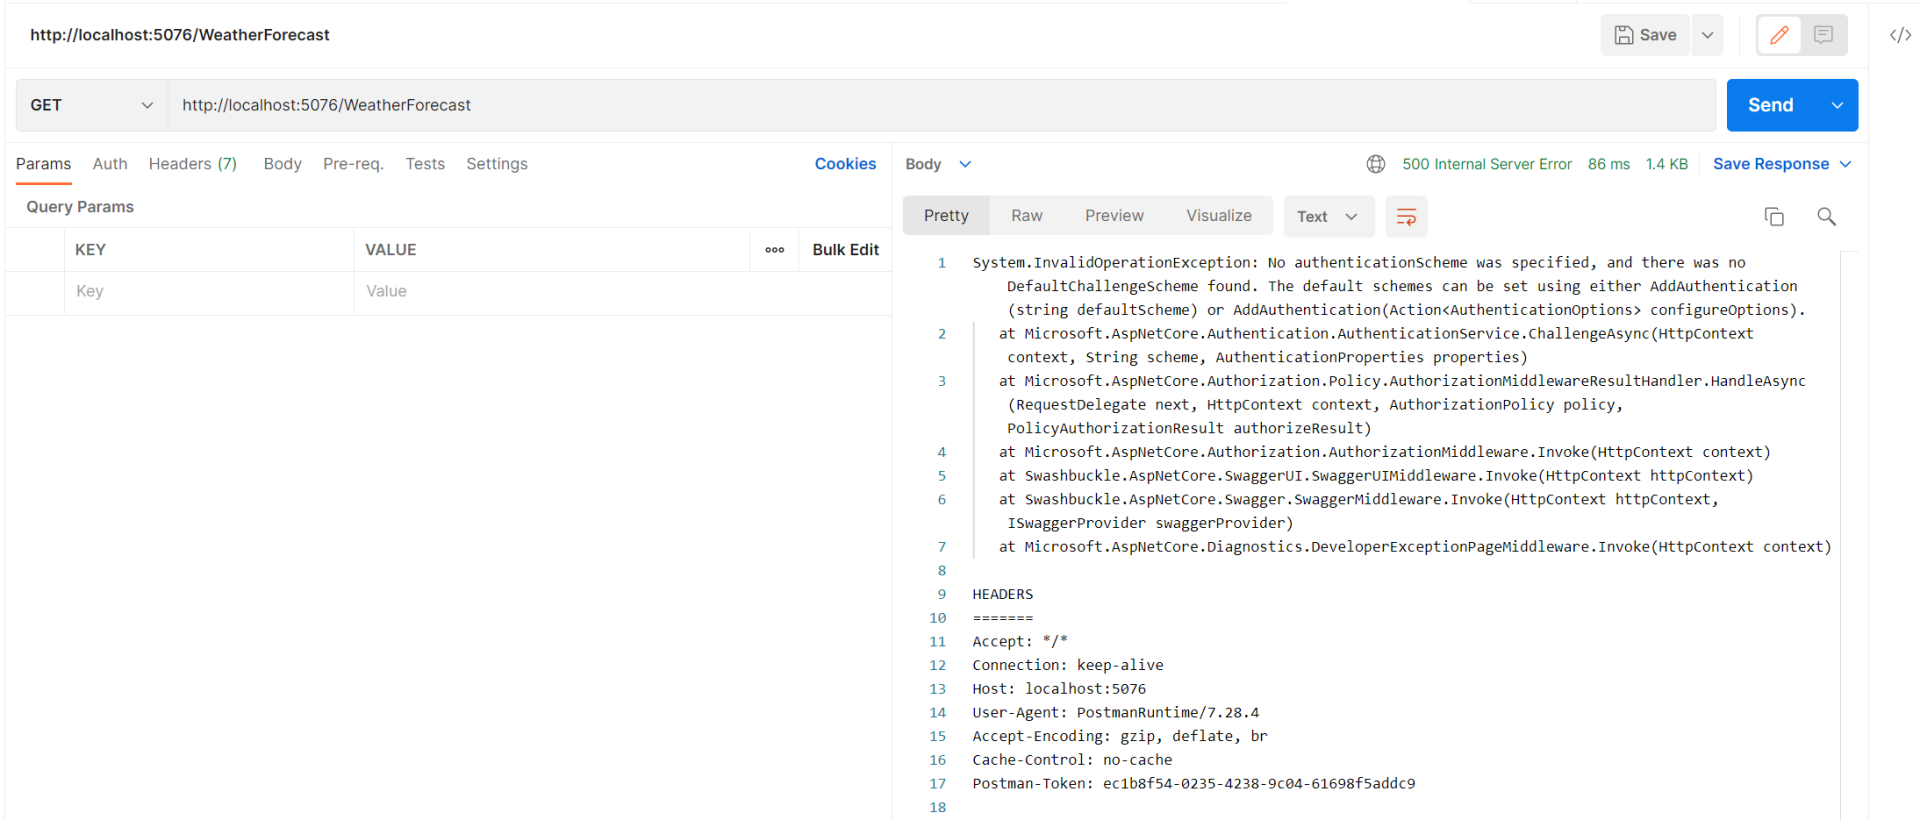 http://localhost:5076/WeatherForecast
Save
</>
GET
http://localhost:5076/WeatherForecast
Send
Params Auth Headers (7) Body Pre-req. Tests Settings Cookies
Query Params
KEY VALUE ooo Bulk Edit
Key Value
Body 500 Internal Server Error 86 ms 1.4 KB Save Response
Pretty Raw Preview Visualize Text
1 System.InvalidOperationException: No authenticationScheme was specified, and there was no
DefaultChallengeScheme found. The default schemes can be set using either AddAuthentication
(string defaultScheme) or AddAuthentication(Action<AuthenticationOptions> configureOptions).
2 at Microsoft.AspNetCore.Authentication.AuthenticationService.ChallengeAsync(HttpContext
context, String scheme, AuthenticationProperties properties)
3 at Microsoft.AspNetCore.Authorization.Policy.AuthorizationMiddlewareResultHandler.HandleAsync
(RequestDelegate next, HttpContext context, AuthorizationPolicy policy,
PolicyAuthorizationResult authorizeResult)
4 at Microsoft.AspNetCore.Authorization.AuthorizationMiddleware.Invoke(HttpContext context)
5 at Swashbuckle.AspNetCore.SwaggerUI.SwaggerUIMiddleware.Invoke(HttpContext httpContext)
6 at Swashbuckle.AspNetCore.Swagger.SwaggerMiddleware.Invoke(HttpContext httpContext,
ISwaggerProvider swaggerProvider)
7 at Microsoft.AspNetCore.Diagnostics.DeveloperExceptionPageMiddleware.Invoke(HttpContext context)
8
9 HEADERS
10 =======
11 Accept: */*
12 Connection: keep-alive
13 Host: localhost:5076
14 User-Agent: PostmanRuntime/7.28.4
15 Accept-Encoding: gzip, deflate, br
16 Cache-Control: no-cache
17 Postman-Token: ec1b8f54-0235-4238-9c04-61698f5addc9
18